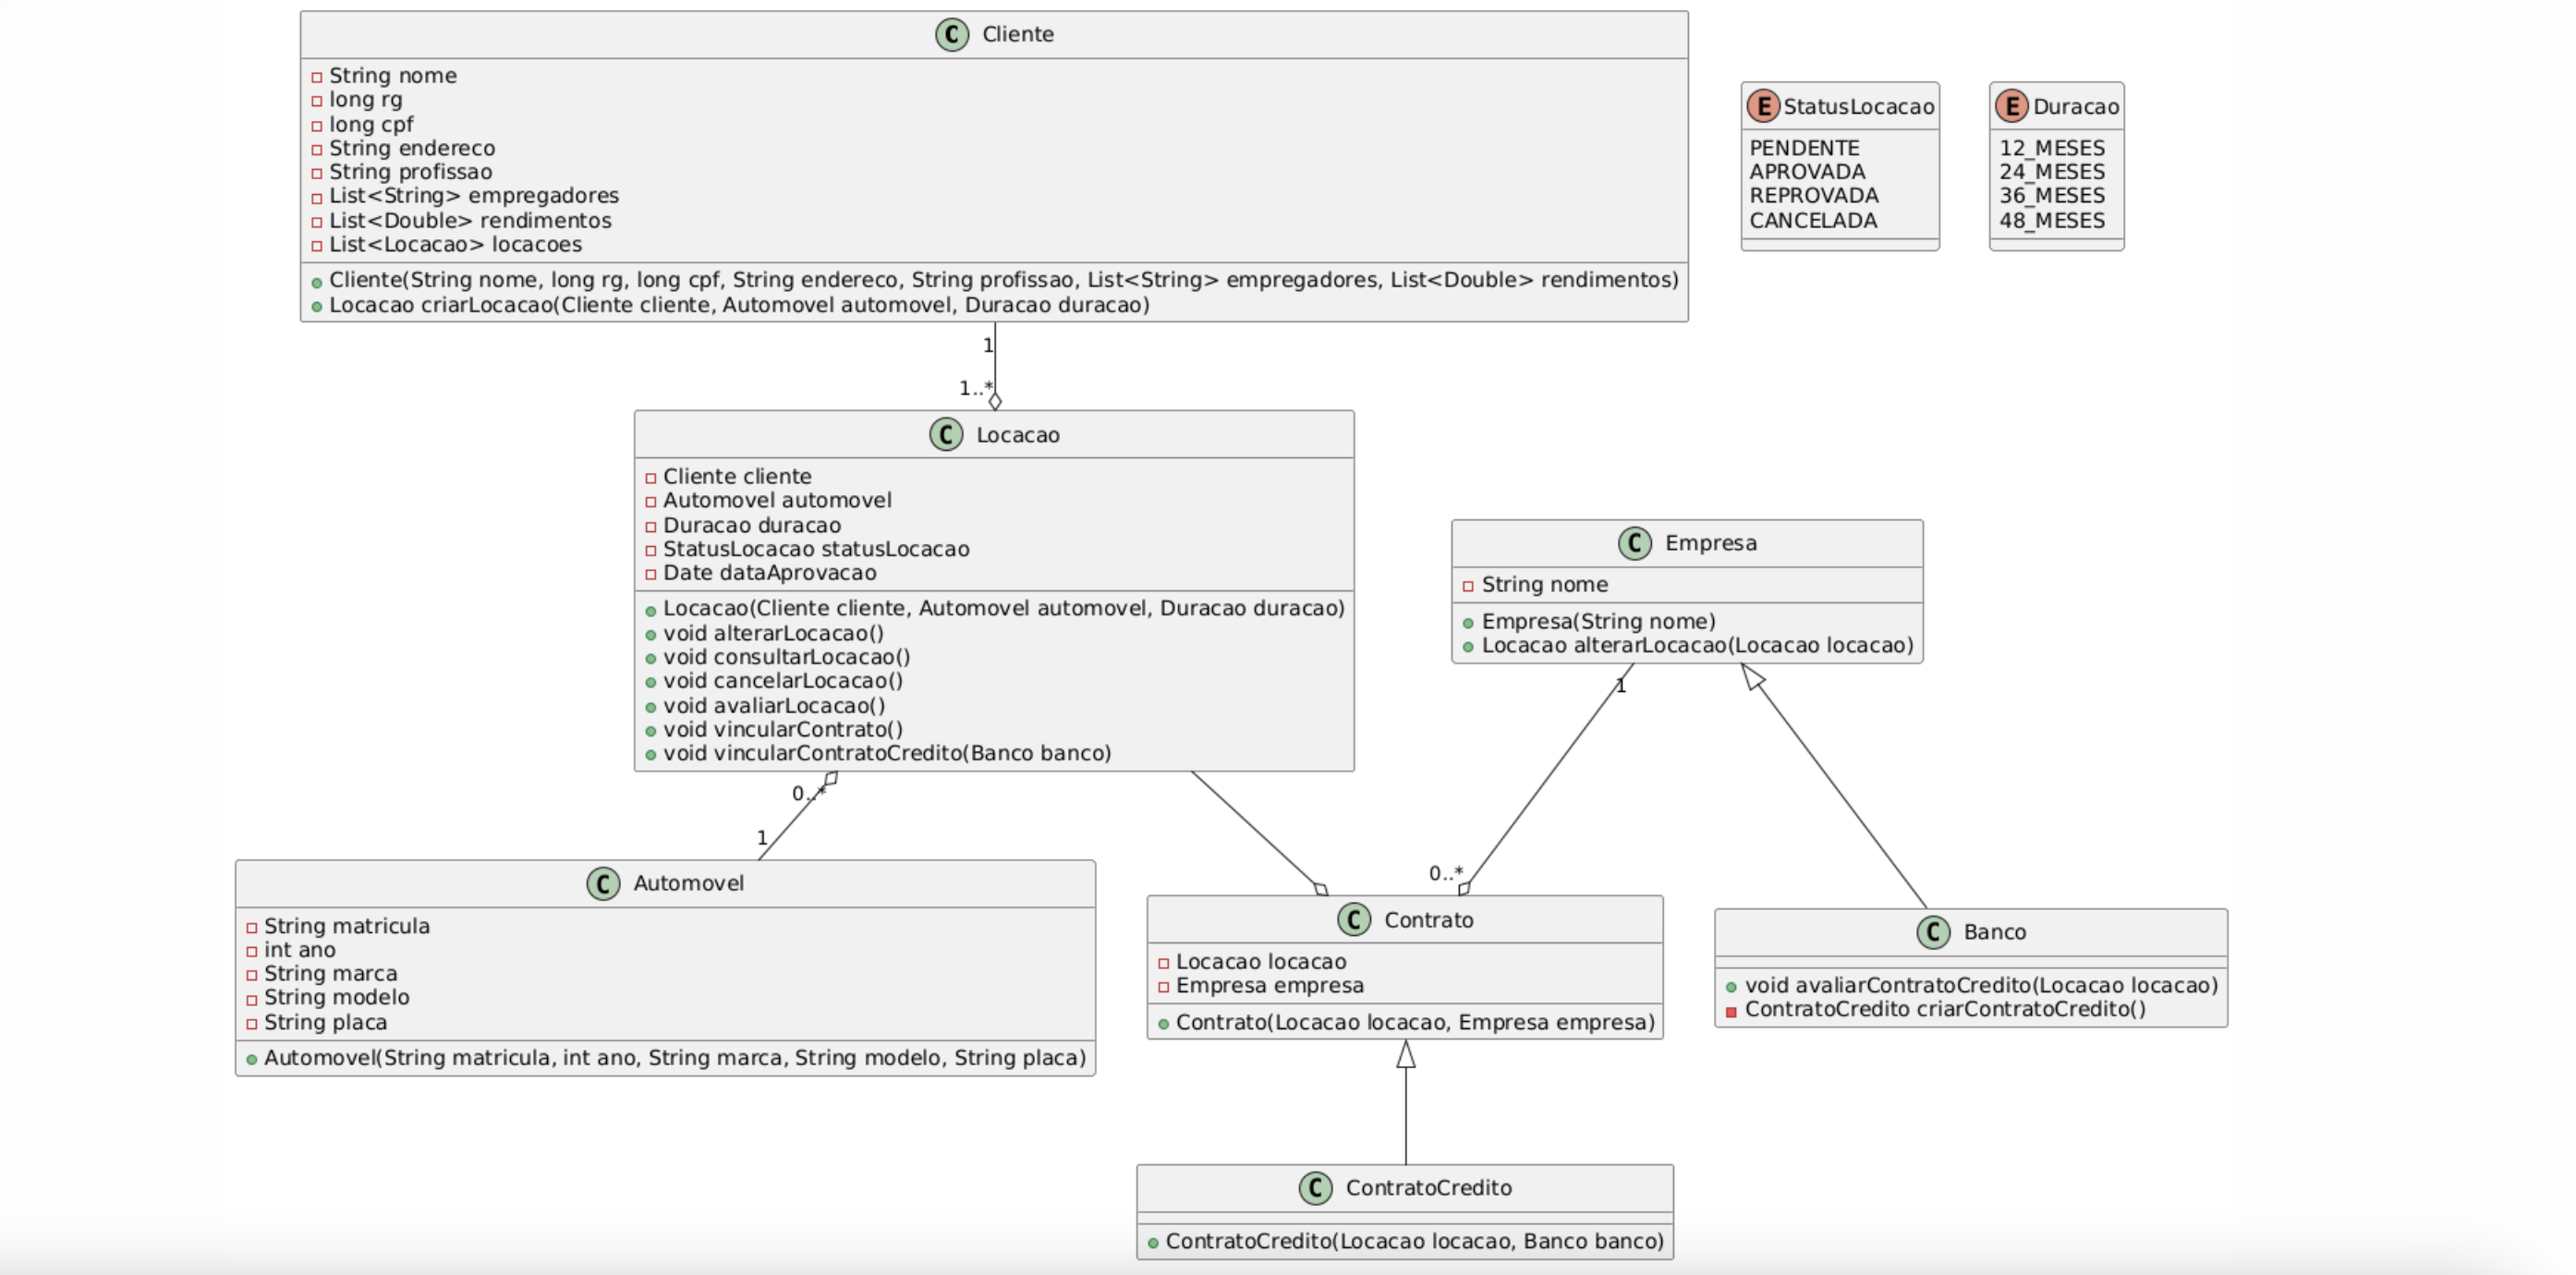 C Cliente
String nome
long rg
long cpf
String endereco
String profissao
List<String> empregadores
List<Double> rendimentos
List<Locacao> locacoes
Cliente(String nome, long rg, long cpf, String endereco, String profissao, List<String> empregadores, List<Double> rendimentos)
Locacao criarLocacao(Cliente cliente, Automovel automovel, Duracao duracao)
E StatusLocacao
PENDENTE
APROVADA
REPROVADA
CANCELADA
E Duracao
12_MESES
24_MESES
36_MESES
48_MESES
1
1..*
C Locacao
Cliente cliente
Automovel automovel
Duracao duracao
StatusLocacao statusLocacao
Date dataAprovacao
Locacao(Cliente cliente, Automovel automovel, Duracao duracao)
void alterarLocacao()
void consultarLocacao()
void cancelarLocacao()
void avaliarLocacao()
void vincularContrato()
void vincularContratoCredito(Banco banco)
C Empresa
String nome
Empresa(String nome)
Locacao alterarLocacao(Locacao locacao)
1
0..*
0..*
1
C Automovel
String matricula
int ano
String marca
String modelo
String placa
Automovel(String matricula, int ano, String marca, String modelo, String placa)
C Contrato
Locacao locacao
Empresa empresa
Contrato(Locacao locacao, Empresa empresa)
C Banco
void avaliarContratoCredito(Locacao locacao)
ContratoCredito criarContratoCredito()
C ContratoCredito
ContratoCredito(Locacao locacao, Banco banco)